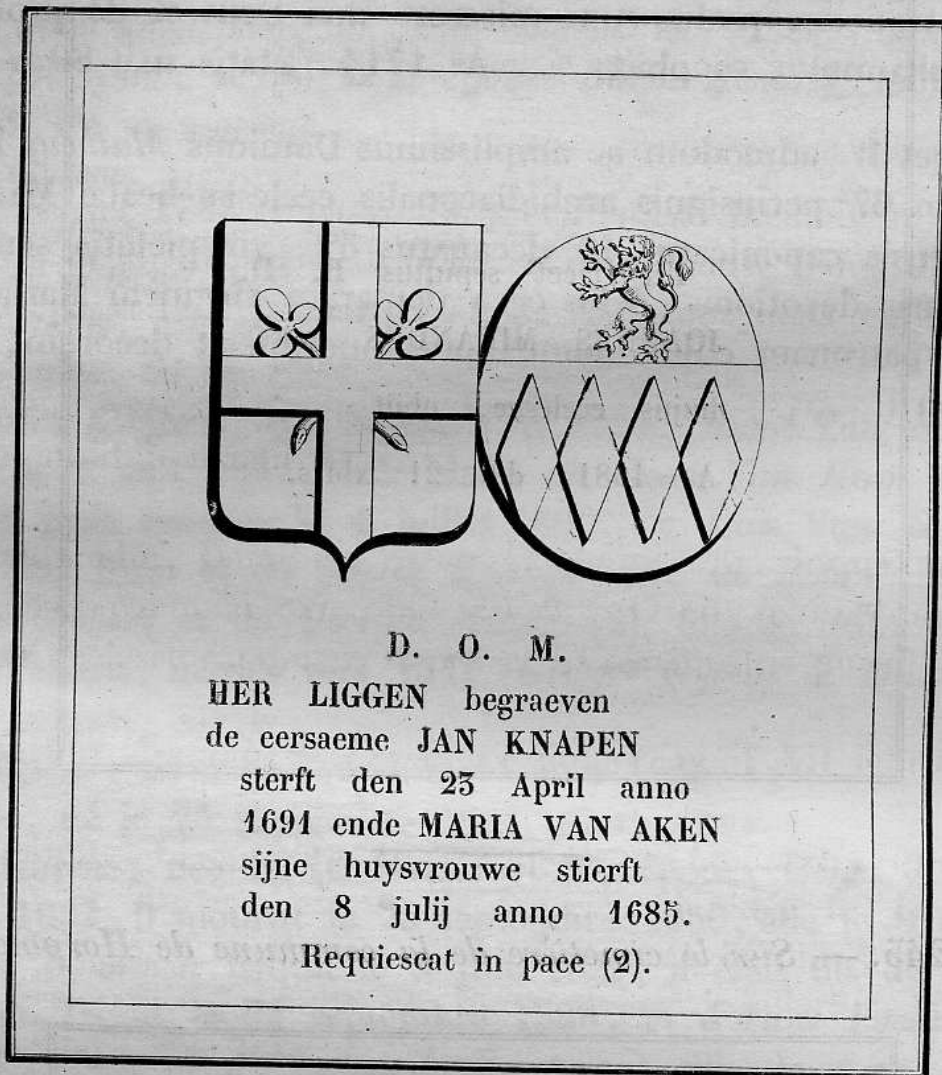 D. O. M.
HER LIGGEN begraeven
de eersaeme JAN KNAPEN
sterft den 23 April anno
1691 ende MARIA VAN AKEN
sijne huysvrouwe stierft
den 8 julij anno 1685.
Requiescat in pace (2).